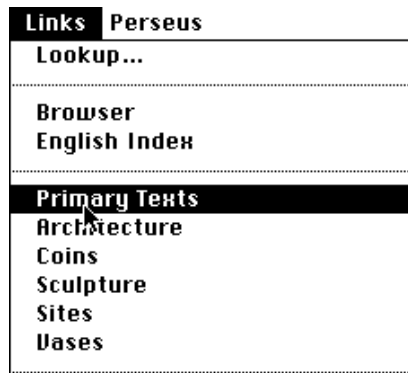 Links Perseus
Lookup...
Browser
English Index
Primary Texts
Architecture
Coins
Sculpture
Sites
Vases